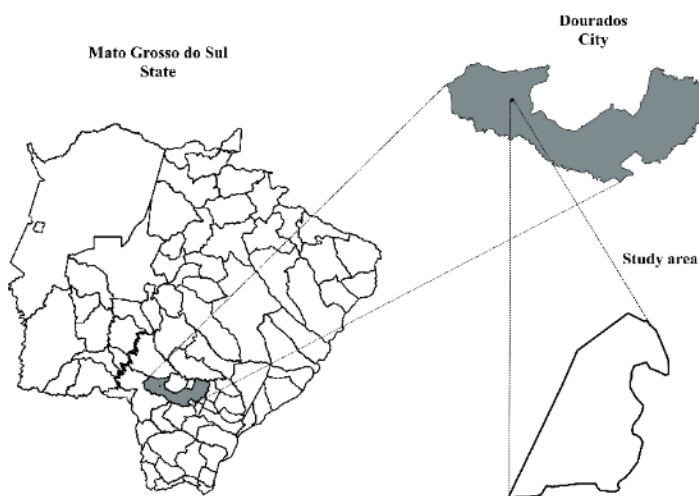 Mato Grosso do Sul
State
Dourados
City
Study area